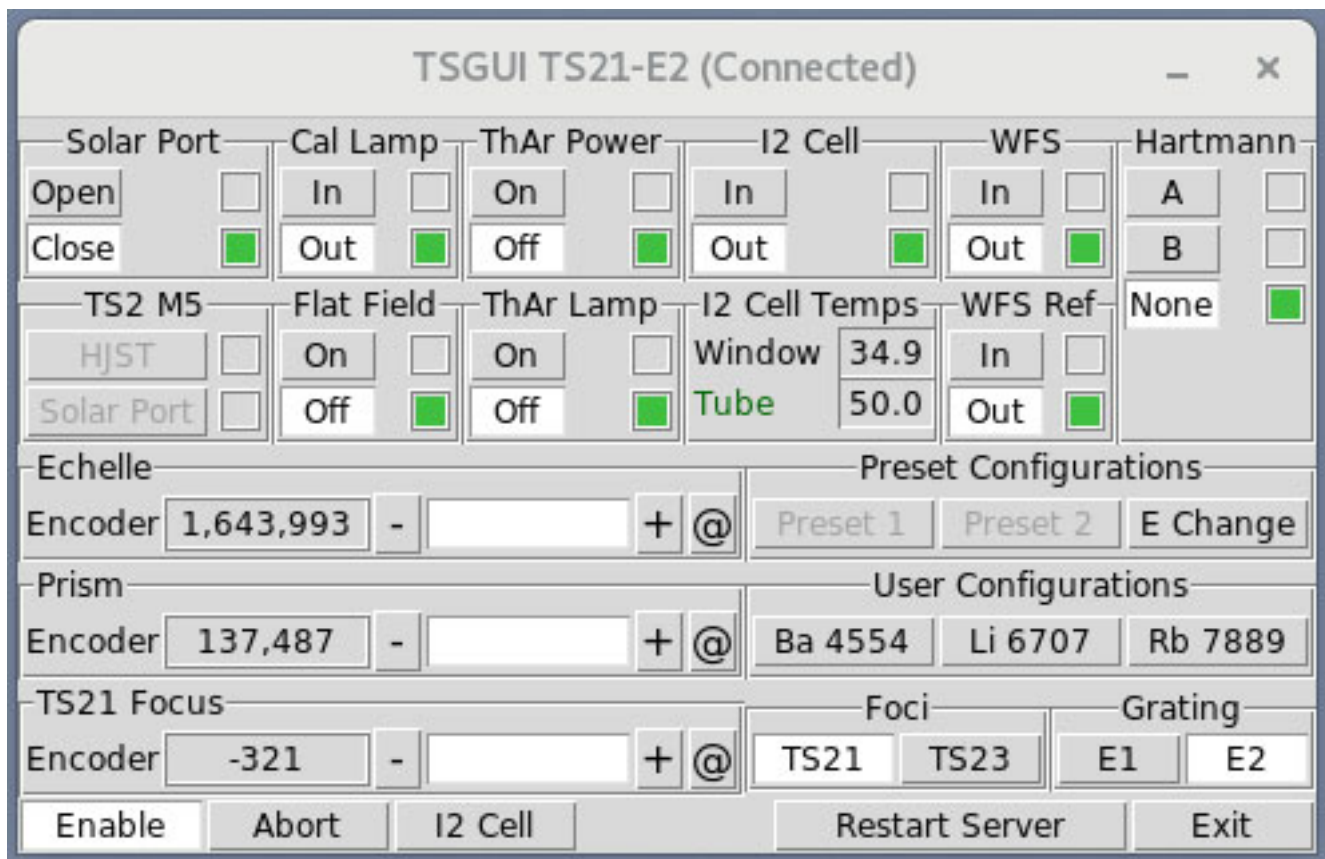 TSGUI TS21-E2 (Connected)
Solar Port Cal Lamp ThAr Power I2 Cell WFS Hartmann
Open In On In In A
Close Out Off Out Out B
TS2 M5 Flat Field ThAr Lamp I2 Cell Temps WFS Ref None
HJST On On Window 34.9 In
Solar Port Off Off Tube 50.0 Out
Echelle Preset Configurations
Encoder 1,643,993 - + @ Preset 1 Preset 2 E Change
Prism User Configurations
Encoder 137,487 - + @ Ba 4554 Li 6707 Rb 7889
TS21 Focus Foci Grating
Encoder -321 - + @ TS21 TS23 E1 E2
Enable Abort I2 Cell Restart Server Exit